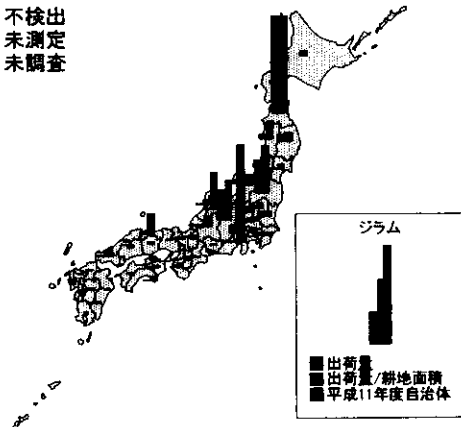 不検出
未測定
未調査
ジラム
出荷量
出荷量/耕地面積
平成11年度自治体